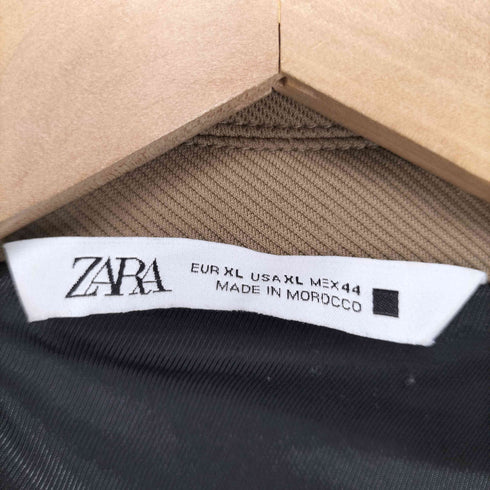 ZARA
EUR XL USA XL MEX 44
MADE IN MOROCCO